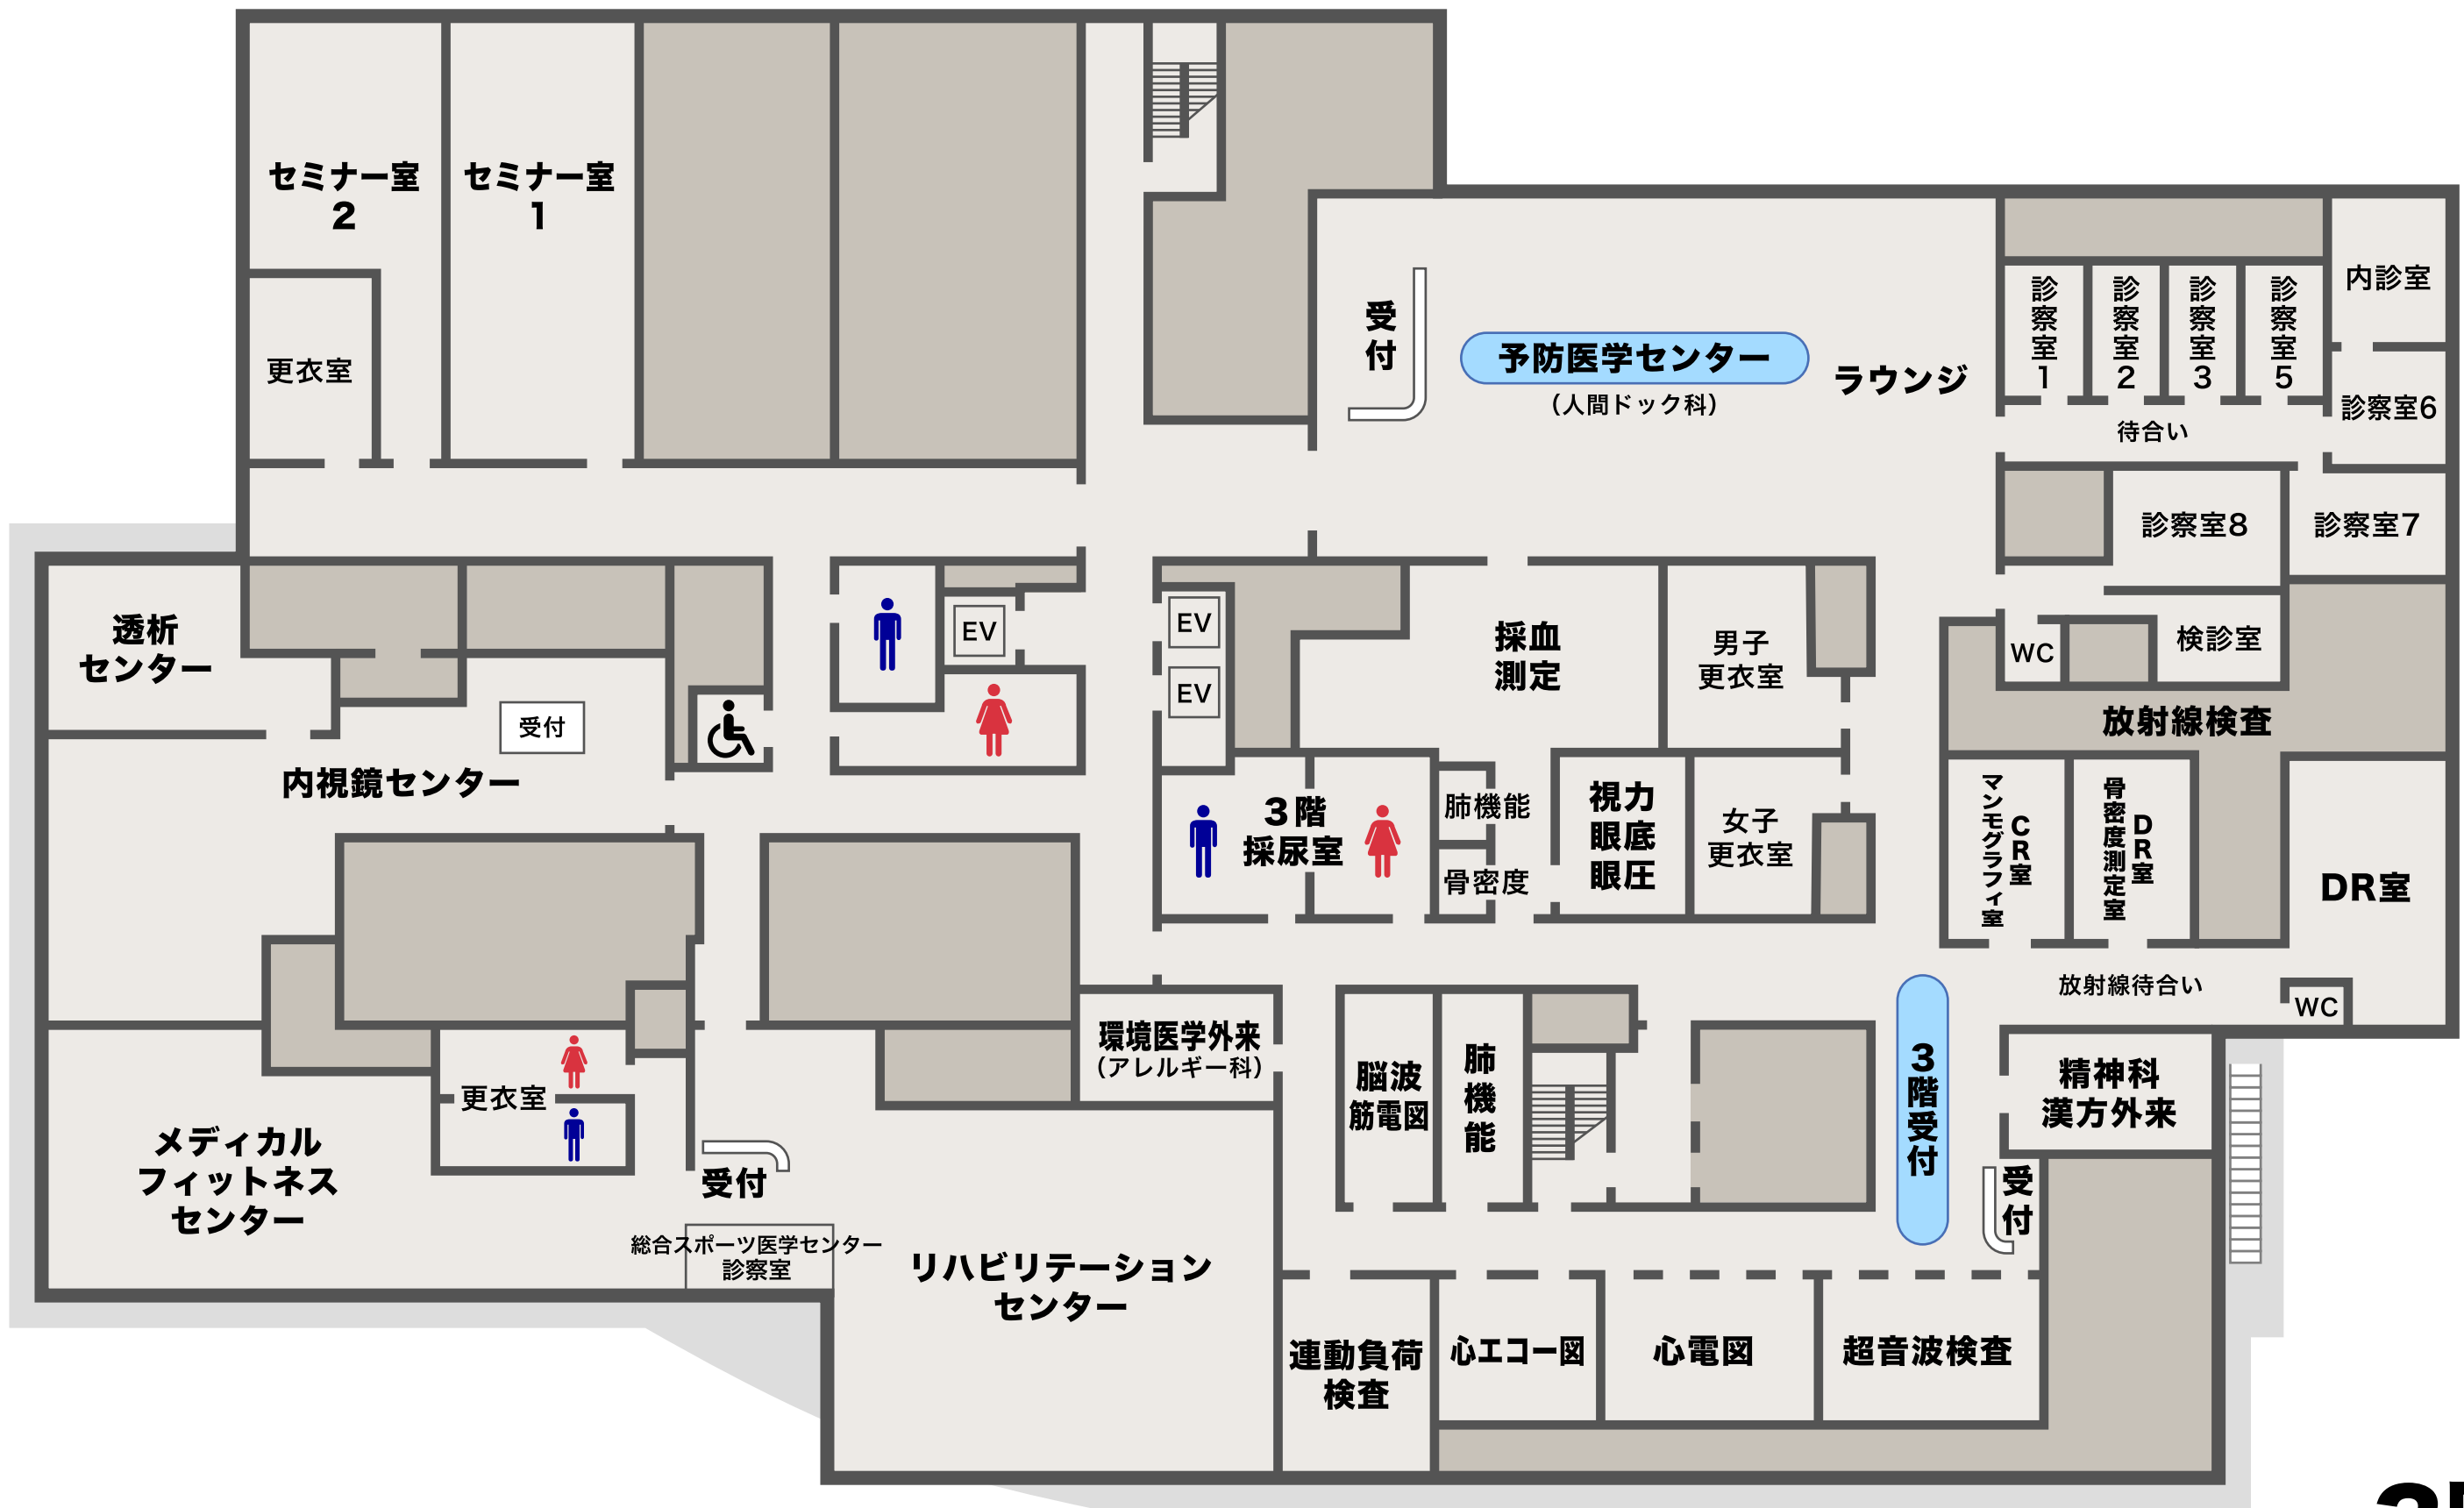 セミナー室
2
セミナー室
1
更衣室
受付
予防医学センター
（人間ドック科）
ラウンジ
診察室1
診察室2
診察室3
診察室5
内診室
診察室6
待合い
診察室8
診察室7
透析
センター
受付
内視鏡センター
EV
EV
EV
採血
測定
男子
更衣室
WC
検診室
放射線検査
3階
採尿室
肺機能
骨密度
視力
眼底
眼圧
女子
更衣室
CR室
マンモグラフィ室
DR室
骨密度測定室
DR室
放射線待合い
WC
環境医学外来
（アレルギー科）
脳波
筋電図
肺機能
3階受付
精神科
漢方外来
受付
更衣室
メディカル
フィットネス
センター
受付
総合スポーツ医学センター
診察室
リハビリテーション
センター
連動負荷
検査
心エコー図
心電図
超音波検査